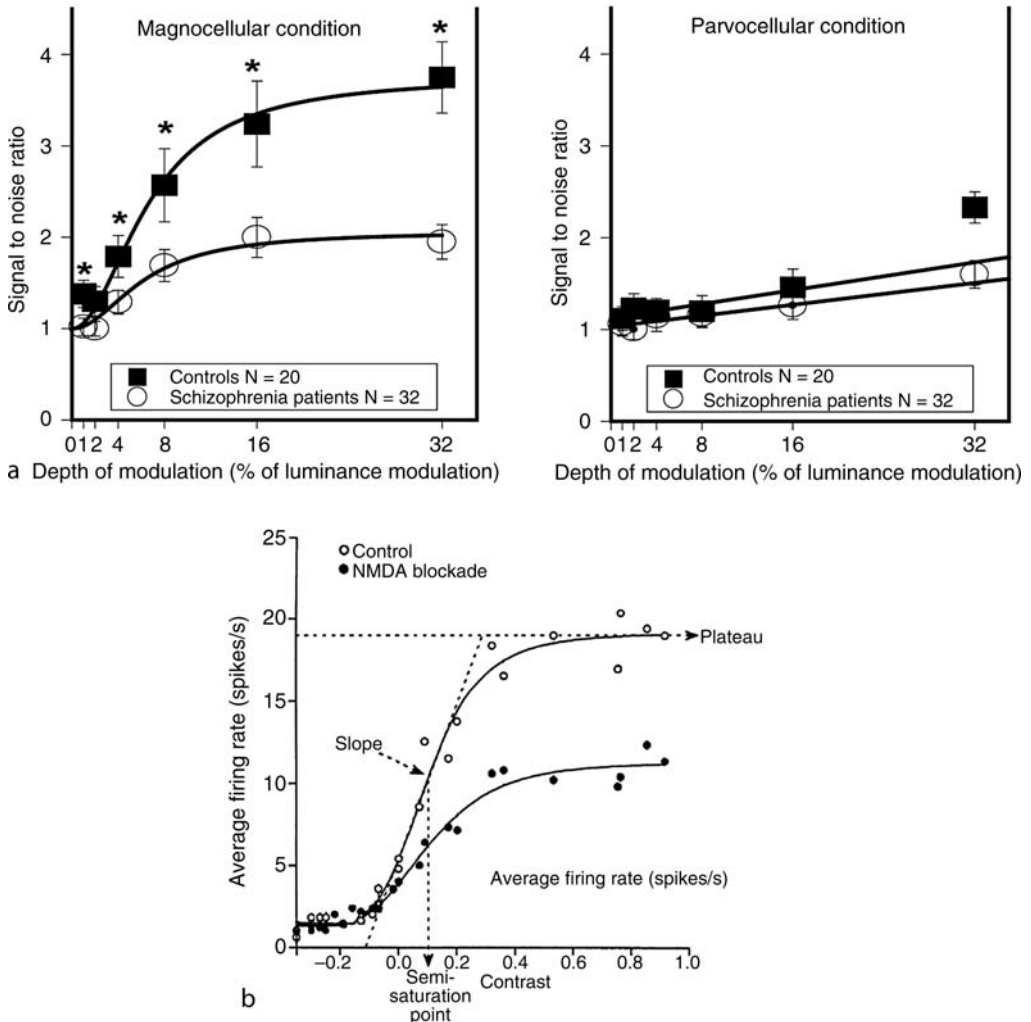 Magnocellular condition
Signal to noise ratio
4
3
2
1
0
*
*
*
*
*
Controls N = 20
Schizophrenia patients N = 32
0 1 2 4 8 16 32
a Depth of modulation (% of luminance modulation)
Parvocellular condition
Signal to noise ratio
4
3
2
1
0
Controls N = 20
Schizophrenia patients N = 32
0 1 2 4 8 16 32
Depth of modulation (% of luminance modulation)
Average firing rate (spikes/s)
25
20
15
10
5
0
Control
NMDA blockade
Plateau
Slope
Average firing rate (spikes/s)
−0.2 0.0 0.2 0.4 0.6 0.8 1.0
Semi-
saturation
point
Contrast
b